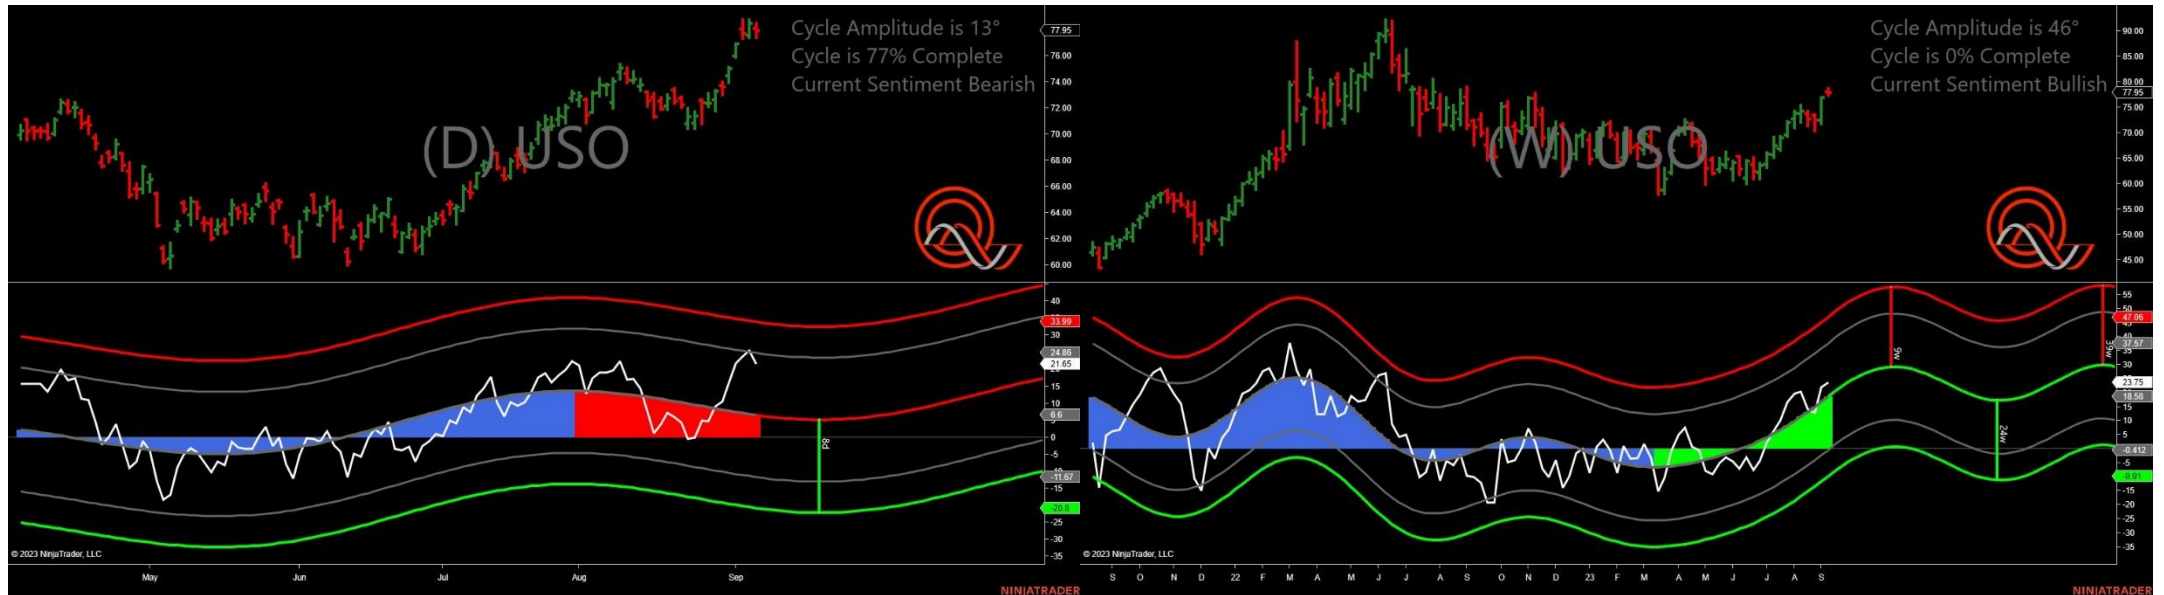 Cycle Amplitude is 13°
Cycle is 77% Complete
Current Sentiment Bearish
(D) USO
77.95
76.00
74.00
72.00
70.00
68.00
66.00
64.00
62.00
60.00
40
33.99
30
24.86
21.65
15
10
6.6
0
-5
-11.67
-15
-20.8
-25
-30
-35
8d
© 2023 NinjaTrader, LLC
May
Jun
Jul
Aug
Sep
NINJATRADER
Cycle Amplitude is 46°
Cycle is 0% Complete
Current Sentiment Bullish
(W) USO
90.00
85.00
80.00
77.95
75.00
70.00
65.00
60.00
55.00
50.00
45.00
55
47.06
37.57
35
30
23.75
18.58
15
5
-0.412
-5
-9.91
-15
-20
-25
-30
-35
9w
24w
39w
© 2023 NinjaTrader, LLC
S O N D 22 F M A M J J A S O N D 23 F M A M J J A S
NINJATRADER